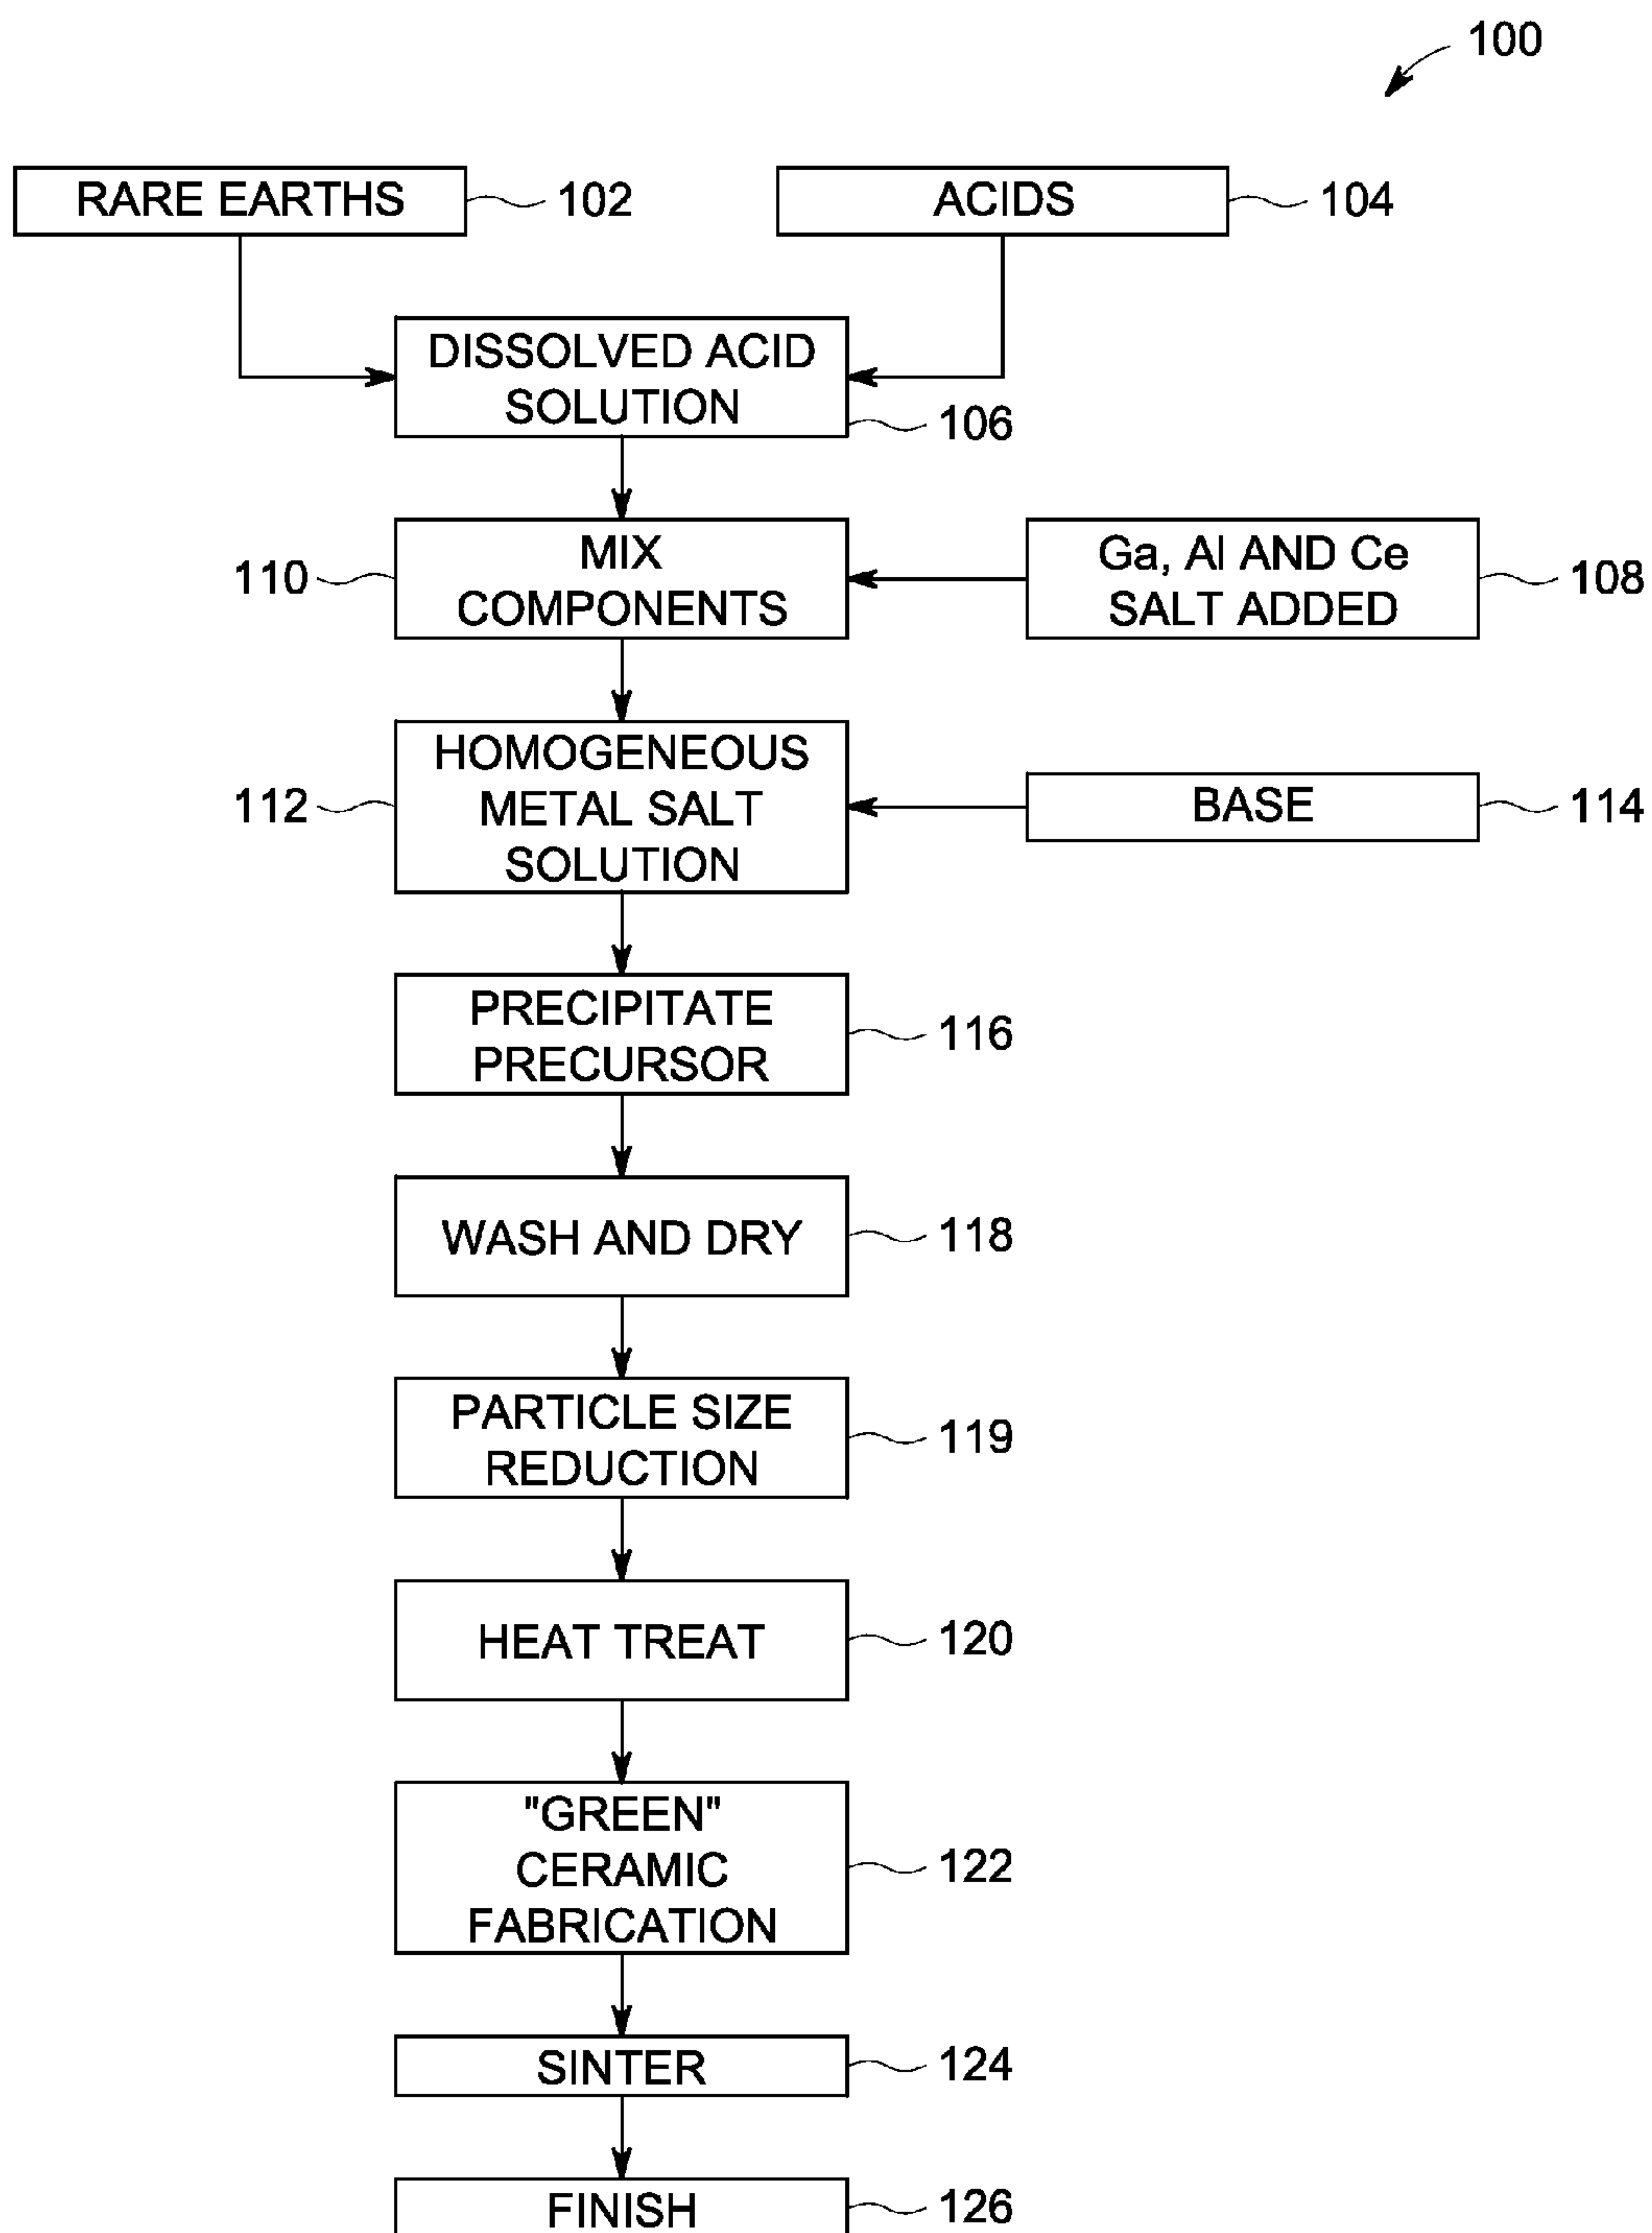 100
RARE EARTHS
102
ACIDS
104
DISSOLVED ACID
SOLUTION
106
110
MIX
COMPONENTS
Ga, Al AND Ce
SALT ADDED
108
112
HOMOGENEOUS
METAL SALT
SOLUTION
BASE
114
PRECIPITATE
PRECURSOR
116
WASH AND DRY
118
PARTICLE SIZE
REDUCTION
119
HEAT TREAT
120
"GREEN"
CERAMIC
FABRICATION
122
SINTER
124
FINISH
126